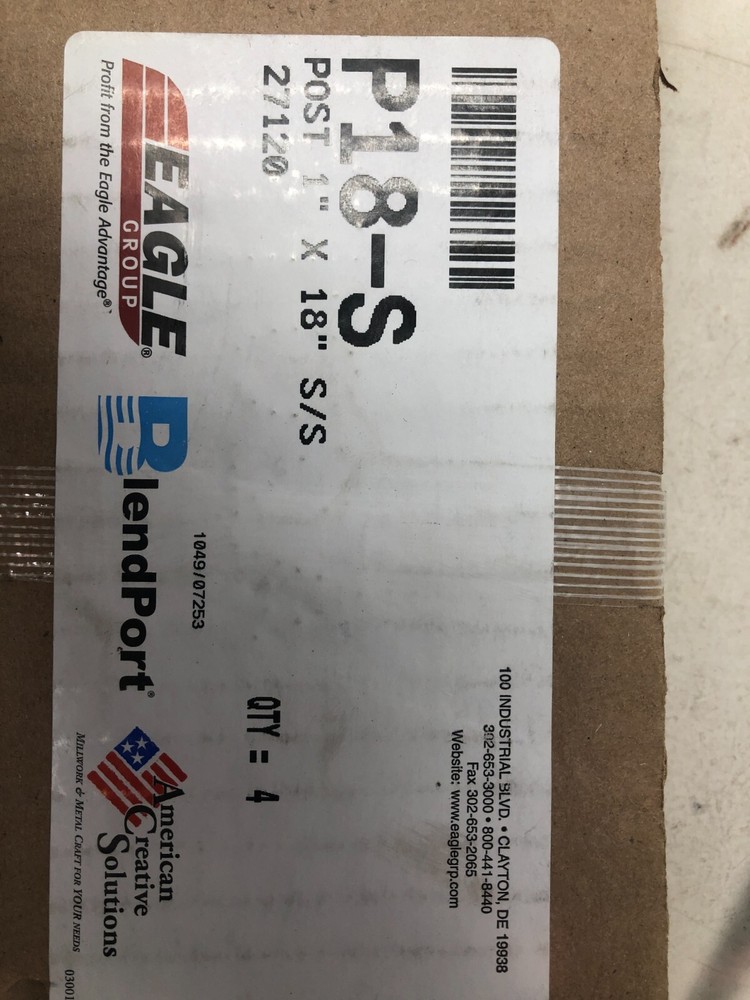 P18-S
POST 1" X 18" S/S
27120
100 INDUSTRIAL BLVD. • CLAYTON, DE 19938
302-653-3000 • 800-441-8440
Fax 302-653-2065
Website: www.eaglegrp.com
QTY = 4
1049/07253
EAGLE®
GROUP
Profit from the Eagle Advantage®
BlendPort®
American
Creative
Solutions
MILLWORK & METAL CRAFT FOR YOUR NEEDS